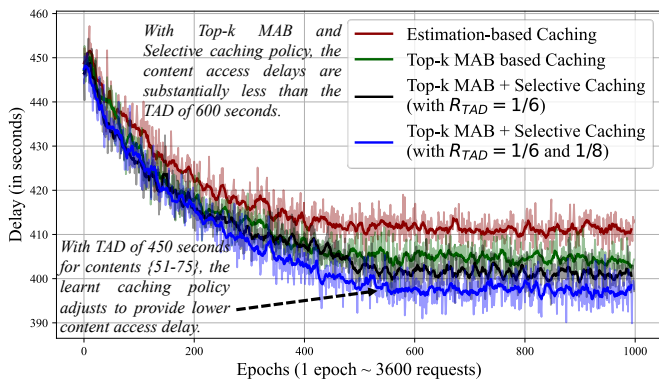 With Top-k MAB and
Selective caching policy, the
content access delays are
substantially less than the
TAD of 600 seconds.
Estimation-based Caching
Top-k MAB based Caching
Top-k MAB + Selective Caching
(with R_TAD = 1/6)
Top-k MAB + Selective Caching
(with R_TAD = 1/6 and 1/8)
460
450
440
430
420
410
400
390
Delay (in seconds)
With TAD of 450 seconds
for contents {51-75}, the
learnt caching policy
adjusts to provide lower
content access delay.
0 200 400 600 800 1000
Epochs (1 epoch ~ 3600 requests)